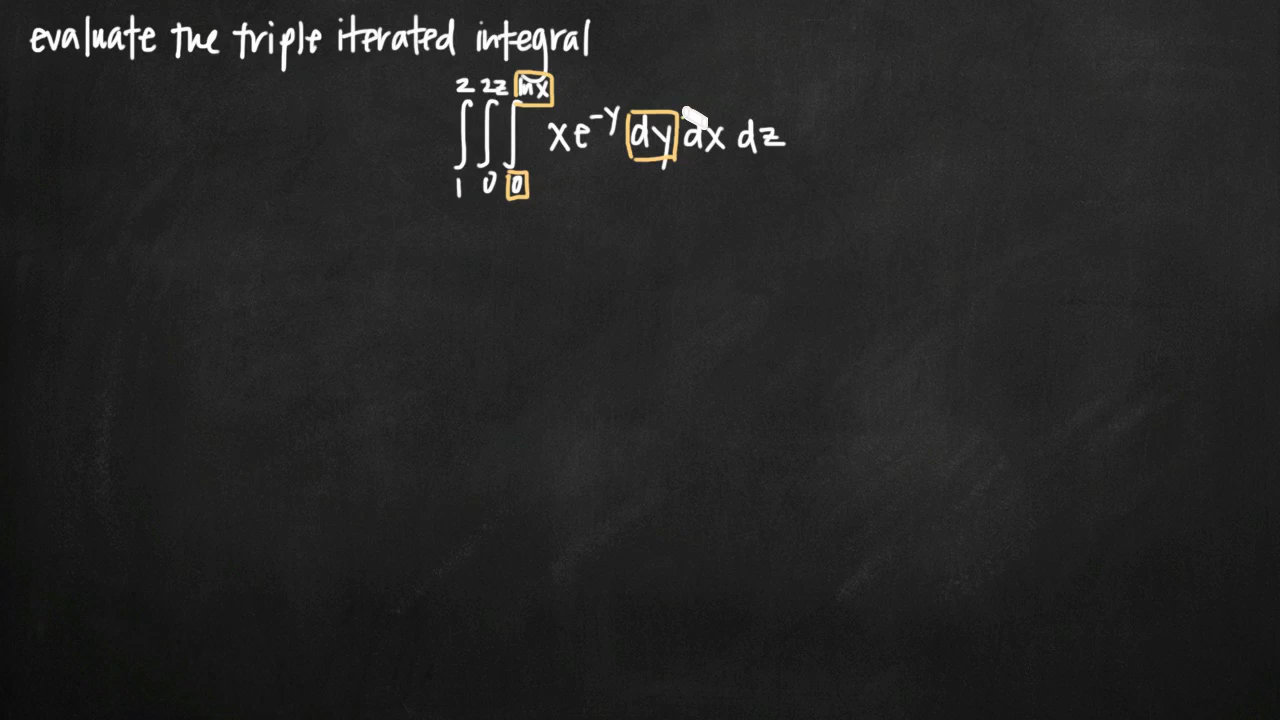 evaluate the triple iterated integral
2 2z ln x
∫∫∫ xe^-y dy dx dz
1 0 0